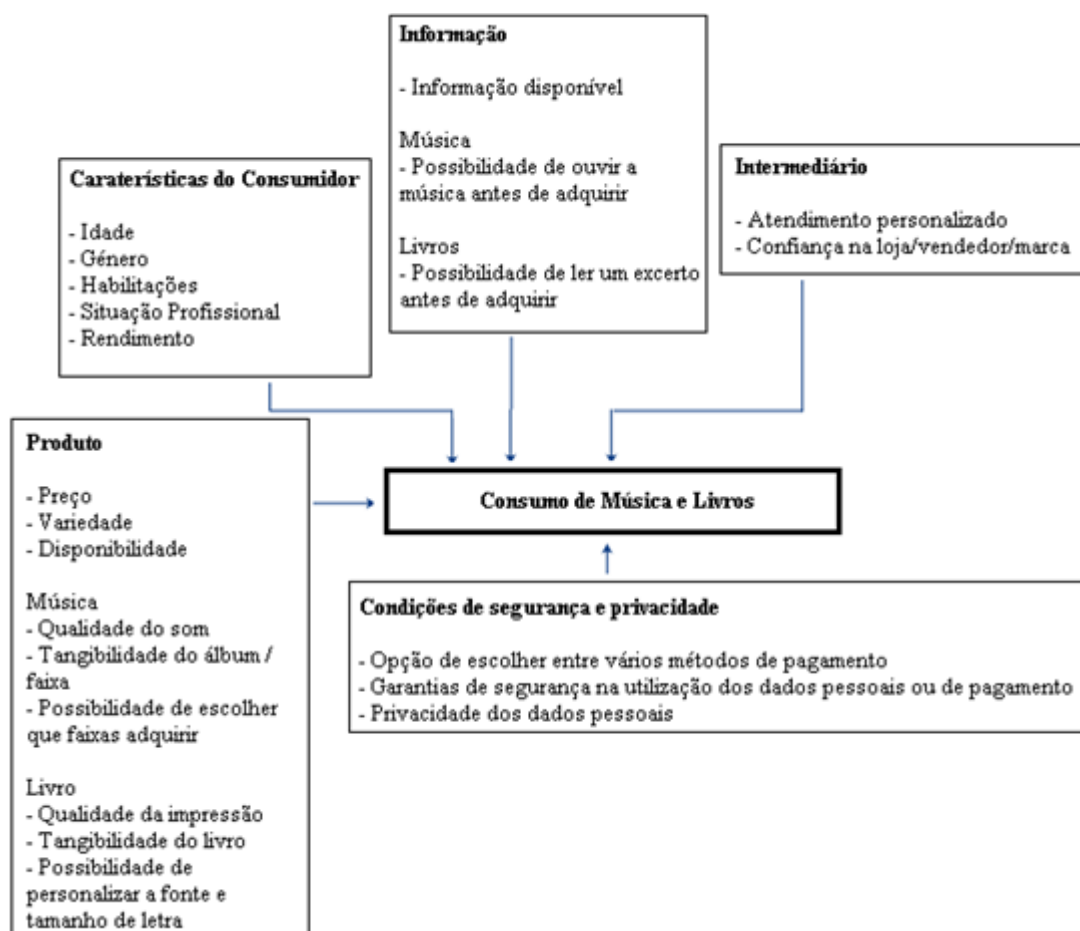 Informação
- Informação disponível
Música
- Possibilidade de ouvir a
música antes de adquirir
Livros
- Possibilidade de ler um excerto
antes de adquirir
Caraterísticas do Consumidor
- Idade
- Género
- Habilitações
- Situação Profissional
- Rendimento
Intermediário
- Atendimento personalizado
- Confiança na loja/vendedor/marca
Produto
- Preço
- Variedade
- Disponibilidade
Música
- Qualidade do som
- Tangibilidade do álbum /
faixa
- Possibilidade de escolher
que faixas adquirir
Livro
- Qualidade da impressão
- Tangibilidade do livro
- Possibilidade de
personalizar a fonte e
tamanho de letra
Consumo de Música e Livros
Condições de segurança e privacidade
- Opção de escolher entre vários métodos de pagamento
- Garantias de segurança na utilização dos dados pessoais ou de pagamento
- Privacidade dos dados pessoais